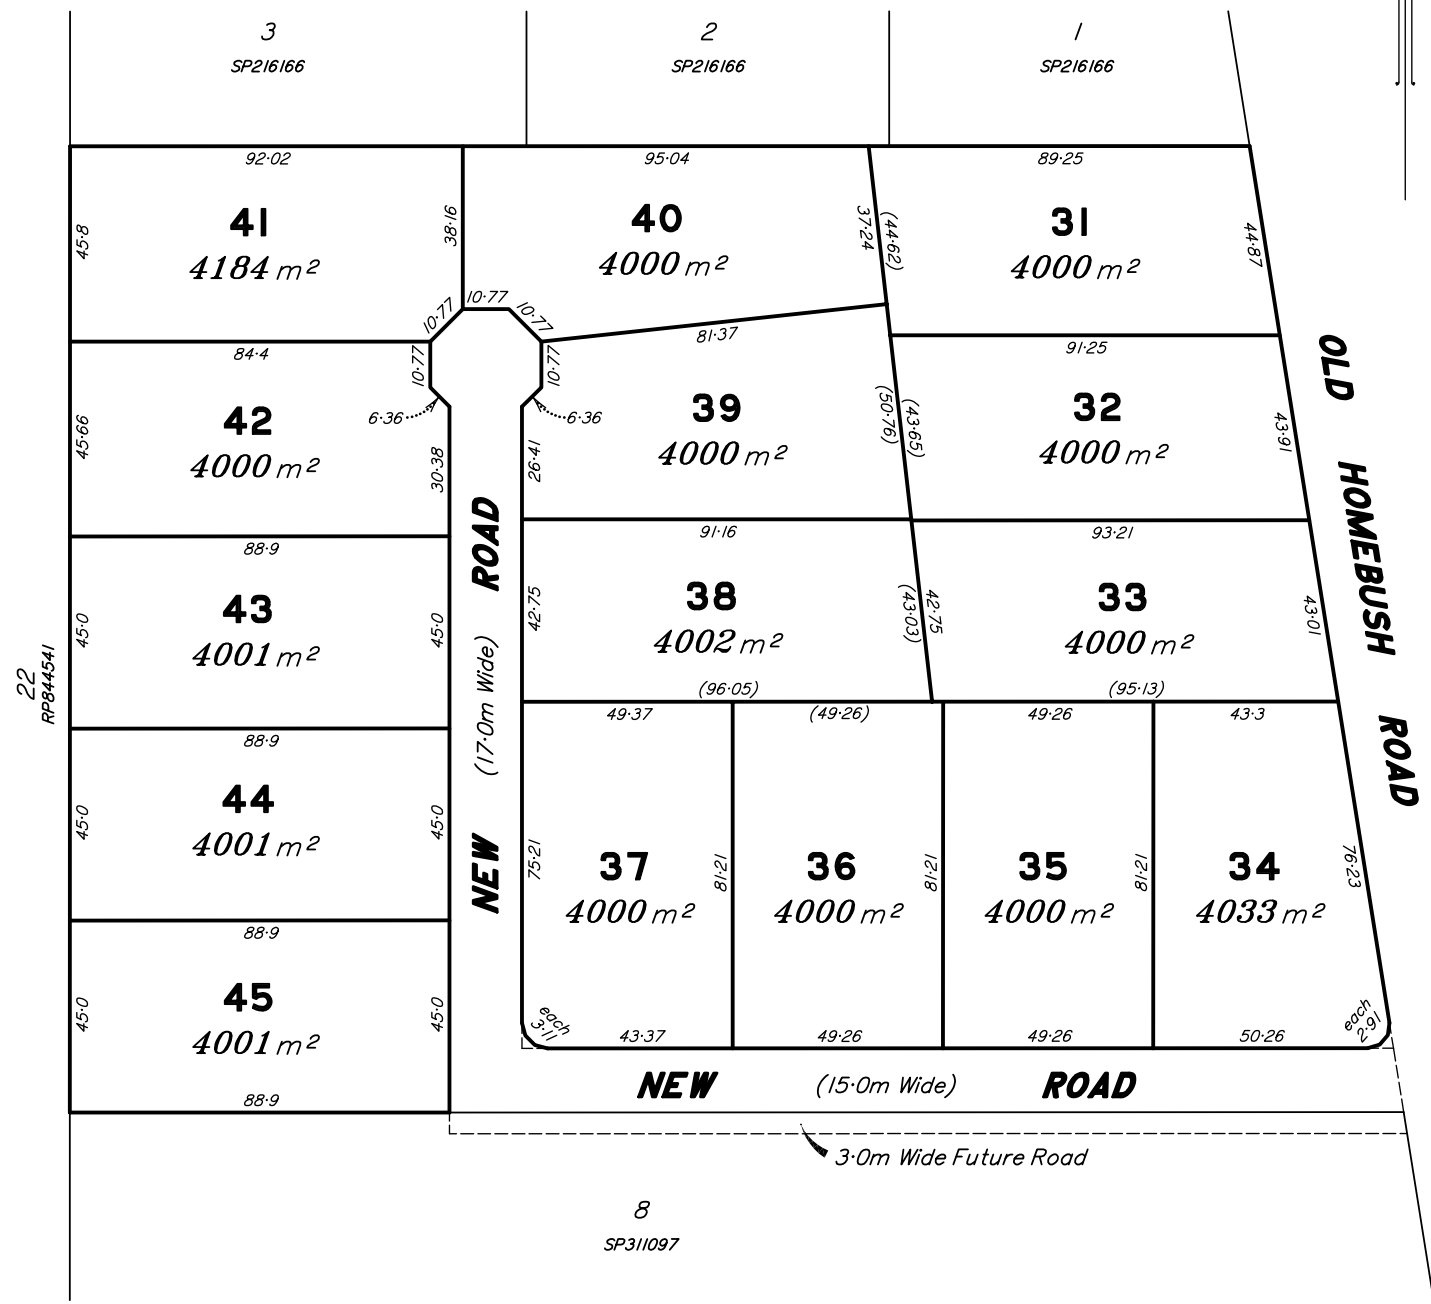 3
SP216166
2
SP216166
1
SP216166
92·02
95·04
89·25
41
4184 m²
45·8
38·16
40
4000 m²
37·24
(44·62)
31
4000 m²
44·87
10·77
10·77
10·77
10·77
10·77
84·4
81·37
91·25
42
4000 m²
45·66
6·36
6·36
30·38
26·41
39
4000 m²
(50·76)
(43·65)
32
4000 m²
43·91
OLD HOMEBUSH ROAD
88·9
91·16
93·21
43
4001 m²
45·0
45·0
42·75
38
4002 m²
(43·03)
42·75
33
4000 m²
43·01
22
RP844541
NEW (17·0m Wide) ROAD
(96·05)
(95·13)
88·9
49·37
(49·26)
49·26
43·3
44
4001 m²
45·0
45·0
75·21
37
4000 m²
81·21
36
4000 m²
81·21
35
4000 m²
81·21
34
4033 m²
76·23
88·9
45
4001 m²
45·0
45·0
each
3·11
43·37
49·26
49·26
50·26
each
2·91
88·9
NEW (15·0m Wide) ROAD
3·0m Wide Future Road
8
SP311097